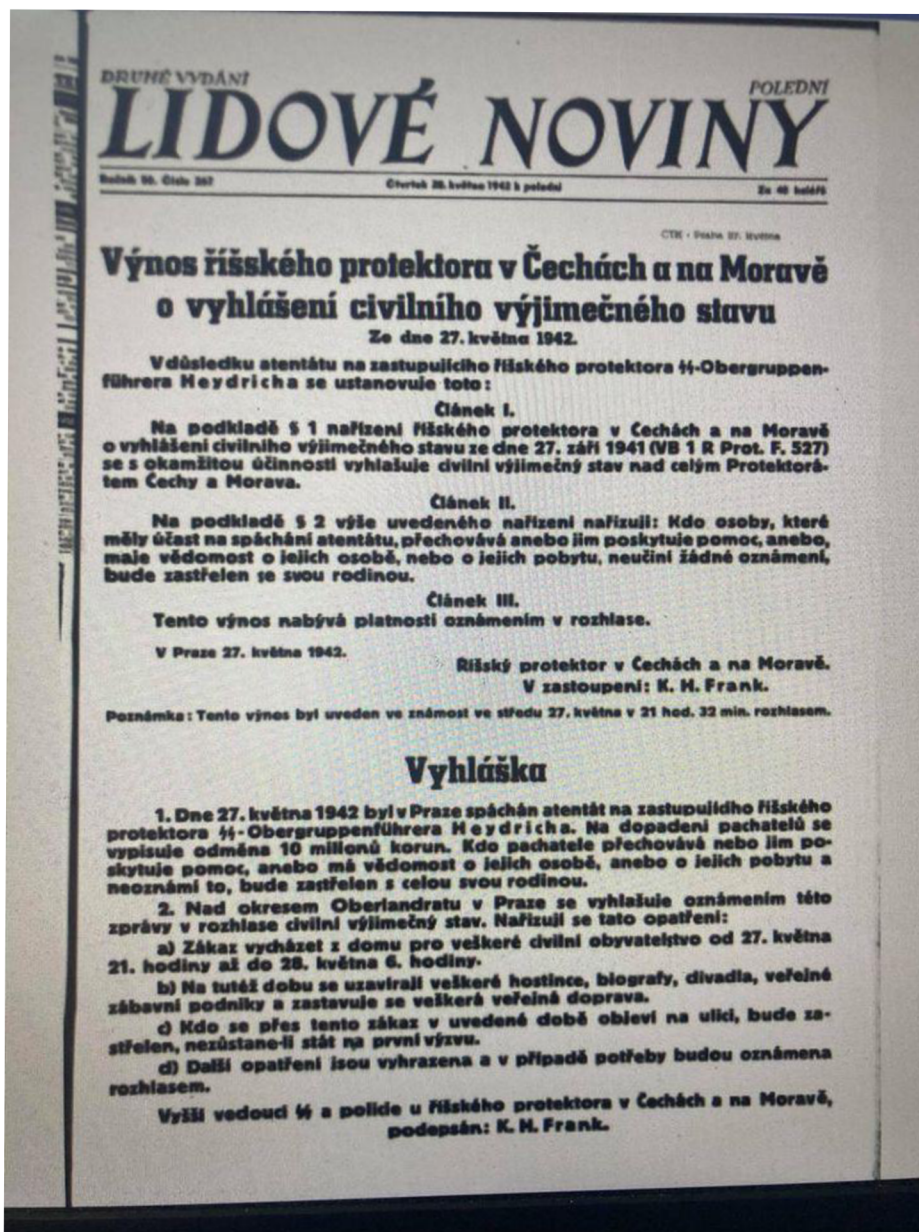 DRUHÉ VYDÁNÍ
POLEDNÍ
LIDOVÉ NOVINY
Ročník 50. Číslo 267
Čtvrtek 28. května 1942 k polední
Za 40 haléřů
ČTK - Praha 27. května
Výnos říšského protektora v Čechách a na Moravě
o vyhlášení civilního výjimečného stavu
Ze dne 27. května 1942.
V důsledku atentátu na zastupujícího říšského protektora SS-Obergruppen-
führera Heydricha se ustanovuje toto:
Článek I.
Na podkladě § 1 nařízení říšského protektora v Čechách a na Moravě
o vyhlášení civilního výjimečného stavu ze dne 27. září 1941 (VB 1 R Prot. F. 527)
se s okamžitou účinností vyhlašuje civilní výjimečný stav nad celým Protektorá-
tem Čechy a Morava.
Článek II.
Na podkladě § 2 výše uvedeného nařízení nařizuji: Kdo osoby, které
měly účast na spáchání atentátu, přechovává anebo jim poskytuje pomoc, anebo,
maje vědomost o jejich osobě, nebo o jejich pobytu, neučiní žádné oznámení,
bude zastřelen se svou rodinou.
Článek III.
Tento výnos nabývá platnosti oznámením v rozhlase.
V Praze 27. května 1942.
Říšský protektor v Čechách a na Moravě.
V zastoupení: K. H. Frank.
Poznámka: Tento výnos byl uveden ve známost ve středu 27. května v 21 hod. 32 min. rozhlasem.
Vyhláška
1. Dne 27. května 1942 byl v Praze spáchán atentát na zastupujícího říšského
protektora SS-Obergruppenführera Heydricha. Na dopadení pachatelů se
vypisuje odměna 10 milionů korun. Kdo pachatele přechovává nebo jim po-
skytuje pomoc, anebo má vědomost o jejich osobě, anebo o jejich pobytu a
neoznámí to, bude zastřelen s celou svou rodinou.
2. Nad okresem Oberlandratu v Praze se vyhlašuje oznámením této
zprávy v rozhlase civilní výjimečný stav. Nařizují se tato opatření:
a) Zákaz vycházet z domu pro veškeré civilní obyvatelstvo od 27. května
21. hodiny až do 28. května 6. hodiny.
b) Na tutéž dobu se uzavírají veškeré hostince, biografy, divadla, veřejné
zábavní podniky a zastavuje se veškerá veřejná doprava.
c) Kdo se přes tento zákaz v uvedené době objeví na ulici, bude za-
střelen, nezůstane-li stát na první výzvu.
d) Další opatření jsou vyhrazena a v případě potřeby budou oznámena
rozhlasem.
Vyšší vedoucí SS a policie u říšského protektora v Čechách a na Moravě,
podepsán: K. H. Frank.